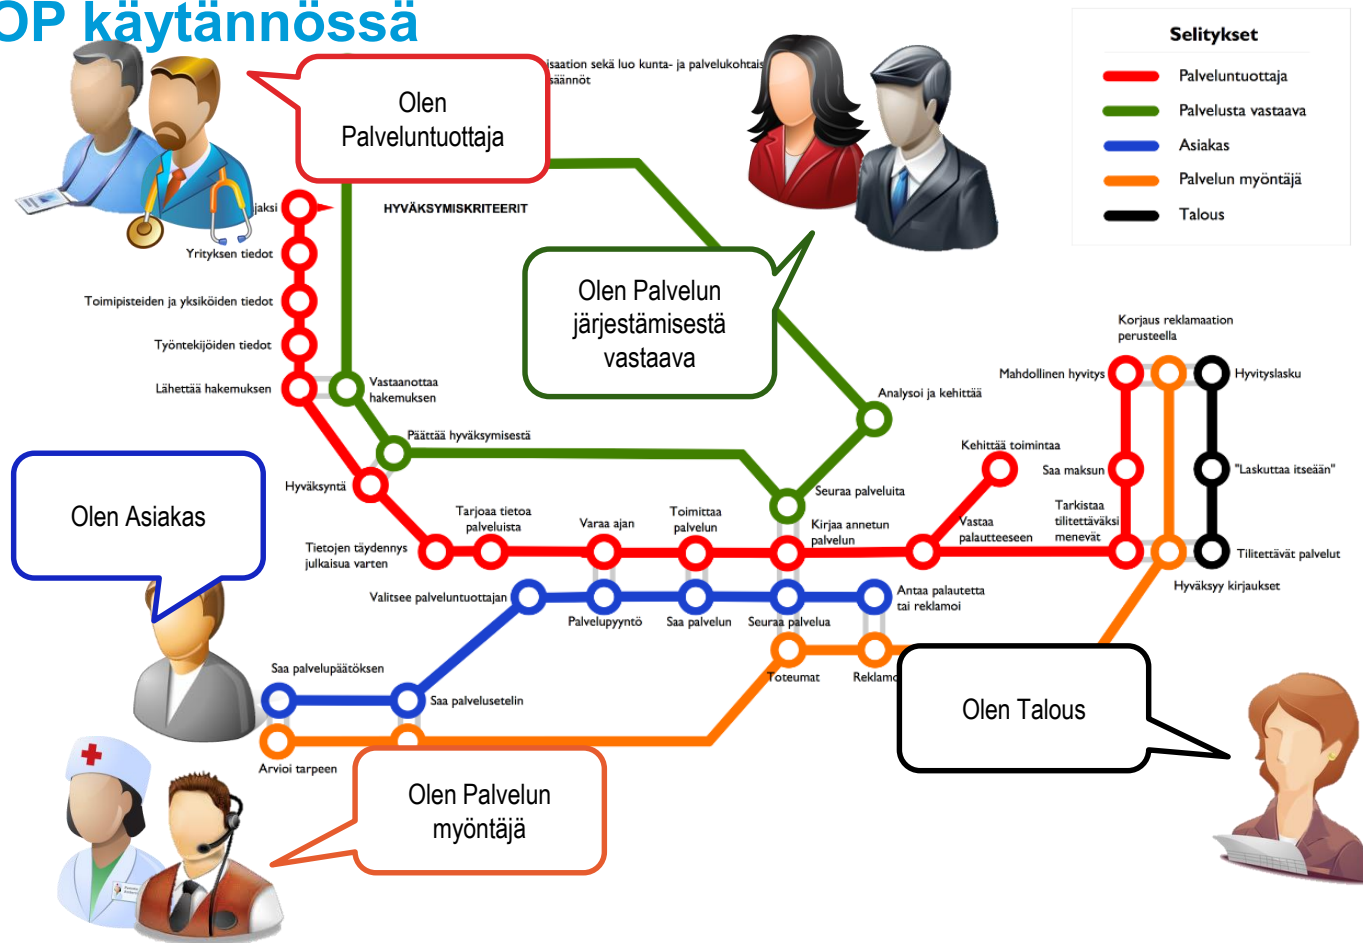 OP käytännössä
isaation sekä luo kunta- ja palvelukohtais
säännöt
Olen
Palveluntuottaja
Selitykset
Palveluntuottaja
Palvelusta vastaava
Asiakas
Palvelun myöntäjä
Talous
jaksi
HYVÄKSYMISKRITEERIT
Yrityksen tiedot
Toimipisteiden ja yksiköiden tiedot
Työntekijöiden tiedot
Lähettää hakemuksen
Vastaanottaa
hakemuksen
Olen Palvelun
järjestämisestä
vastaava
Päättää hyväksymisestä
Hyväksyntä
Analysoi ja kehittää
Seuraa palveluita
Kehittää toimintaa
Korjaus reklamaation
perusteella
Mahdollinen hyvitys
Hyvityslasku
Saa maksun
"Laskuttaa itseään"
Tarkistaa
tilitettäväksi
menevät
Tilitettävät palvelut
Hyväksyy kirjaukset
Olen Asiakas
Tietojen täydennys
julkaisua varten
Tarjoaa tietoa
palveluista
Varaa ajan
Toimittaa
palvelun
Kirjaa annetun
palvelun
Vastaa
palautteeseen
Valitsee palveluntuottajan
Palvelupyyntö
Saa palvelun
Seuraa palvelua
Antaa palautetta
tai reklamoi
Saa palvelupäätöksen
Saa palvelusetelin
Toteumat
Reklamo
Arvioi tarpeen
Olen Palvelun
myöntäjä
Olen Talous